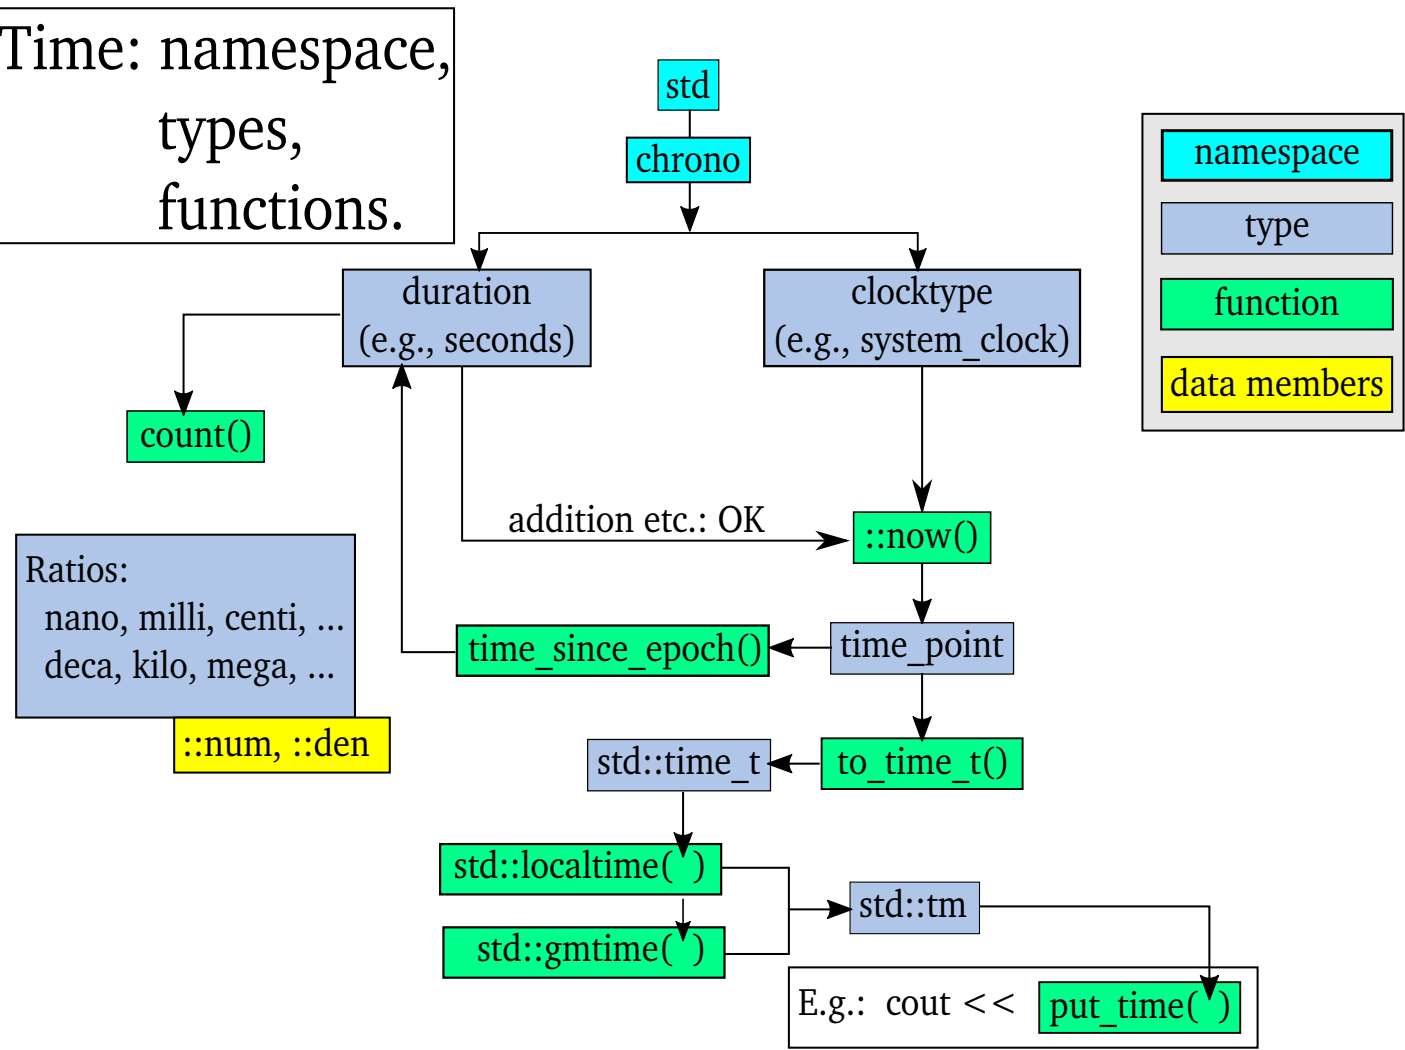 Time: namespace,
types,
functions.
std
chrono
namespace
type
function
data members
duration
(e.g., seconds)
clocktype
(e.g., system_clock)
count()
addition etc.: OK
::now()
Ratios:
nano, milli, centi, ...
deca, kilo, mega, ...
::num, ::den
time_since_epoch()
time_point
std::time_t
to_time_t()
std::localtime( )
std::gmtime( )
std::tm
E.g.: cout << put_time( )